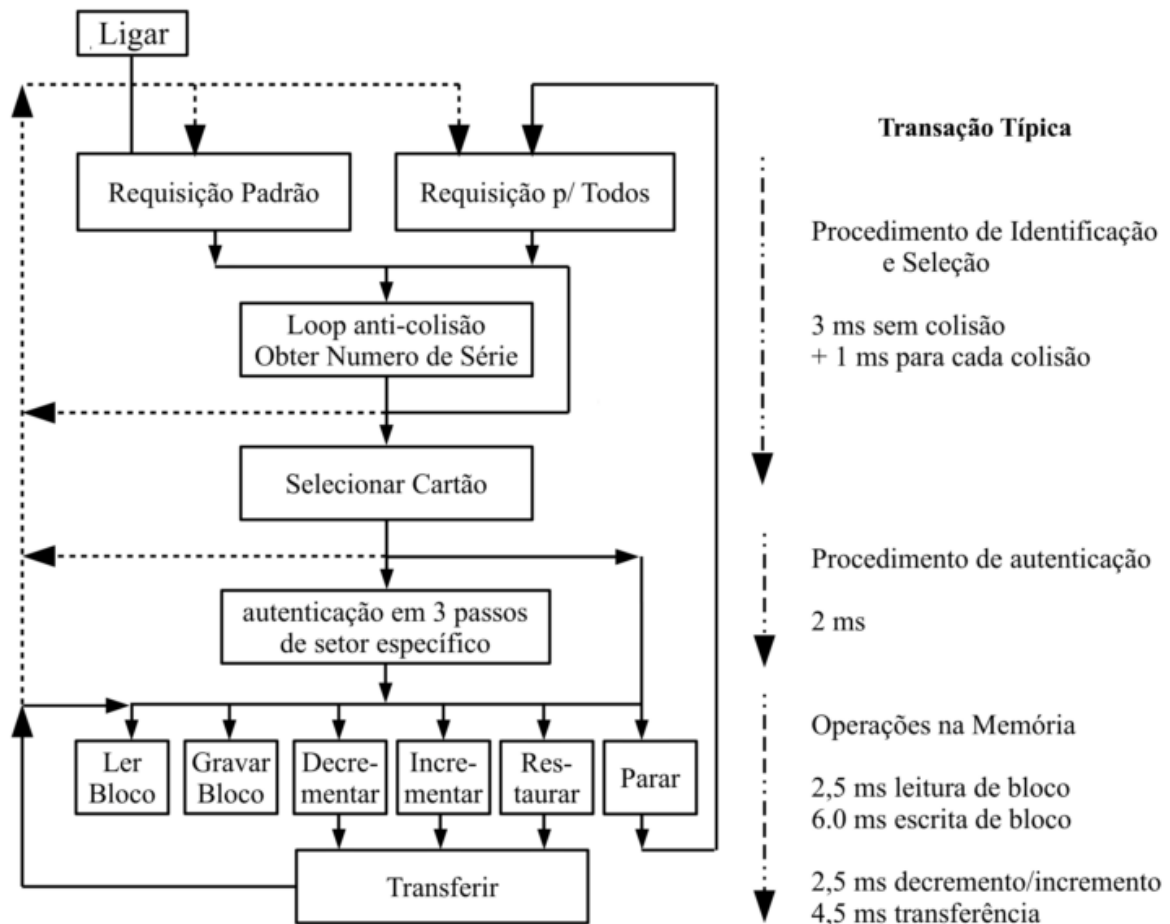 Ligar
Requisição Padrão
Requisição p/ Todos
Loop anti-colisão
Obter Numero de Série
Selecionar Cartão
autenticação em 3 passos
de setor específico
Ler
Bloco
Gravar
Bloco
Decre-
mentar
Incre-
mentar
Res-
taurar
Parar
Transferir
Transação Típica
Procedimento de Identificação
e Seleção
3 ms sem colisão
+ 1 ms para cada colisão
Procedimento de autenticação
2 ms
Operações na Memória
2,5 ms leitura de bloco
6.0 ms escrita de bloco
2,5 ms decremento/incremento
4,5 ms transferência